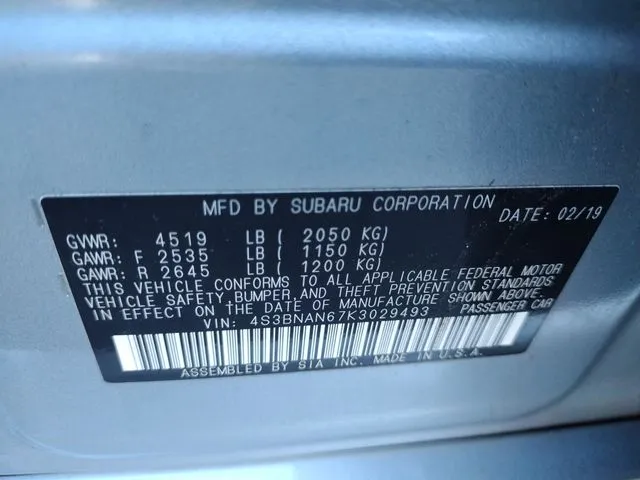 MFD BY SUBARU CORPORATION DATE: 02/19
GVWR: 4519 LB ( 2050 KG)
GAWR: F 2535 LB ( 1150 KG)
GAWR: R 2645 LB ( 1200 KG)
THIS VEHICLE CONFORMS TO ALL APPLICABLE FEDERAL MOTOR
VEHICLE SAFETY, BUMPER, AND THEFT PREVENTION STANDARDS
IN EFFECT ON THE DATE OF MANUFACTURE SHOWN ABOVE.
VIN: 4S3BNAN67K3029493 PASSENGER CAR
ASSEMBLED BY SIA INC. MADE IN U.S.A.